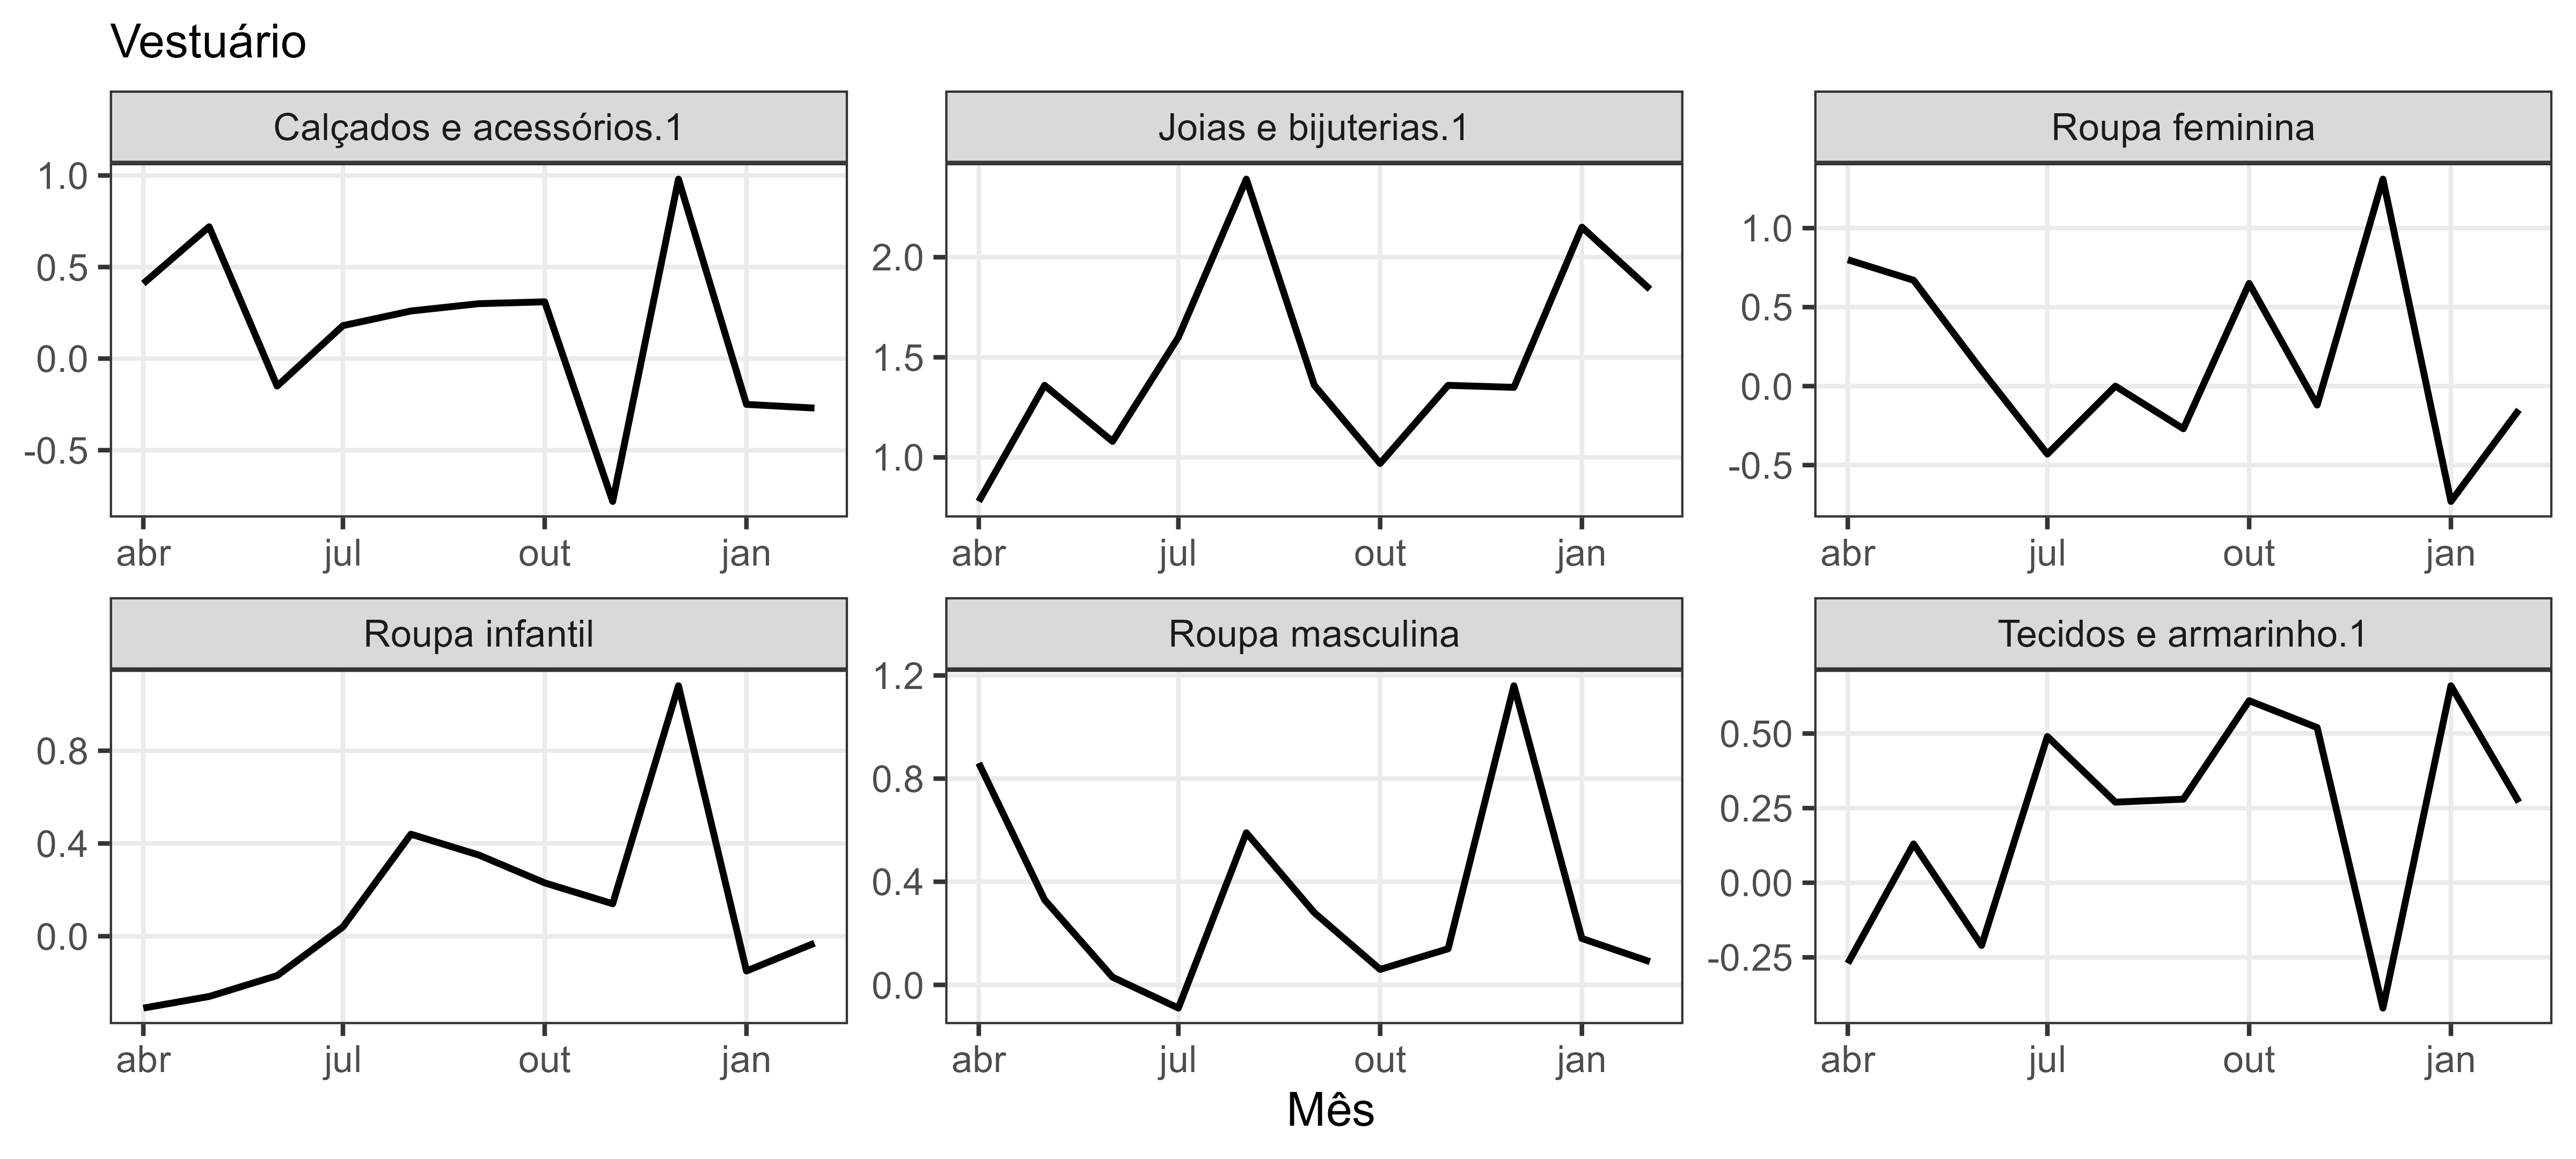 Vestuário
Calçados e acessórios.1
Joias e bijuterias.1
Roupa feminina
1.0
0.5
0.0
-0.5
2.0
1.5
1.0
1.0
0.5
0.0
-0.5
abr jul out jan
abr jul out jan
abr jul out jan
Roupa infantil
Roupa masculina
Tecidos e armarinho.1
0.8
0.4
0.0
1.2
0.8
0.4
0.0
0.50
0.25
0.00
-0.25
abr jul out jan
abr jul out jan
abr jul out jan
Mês